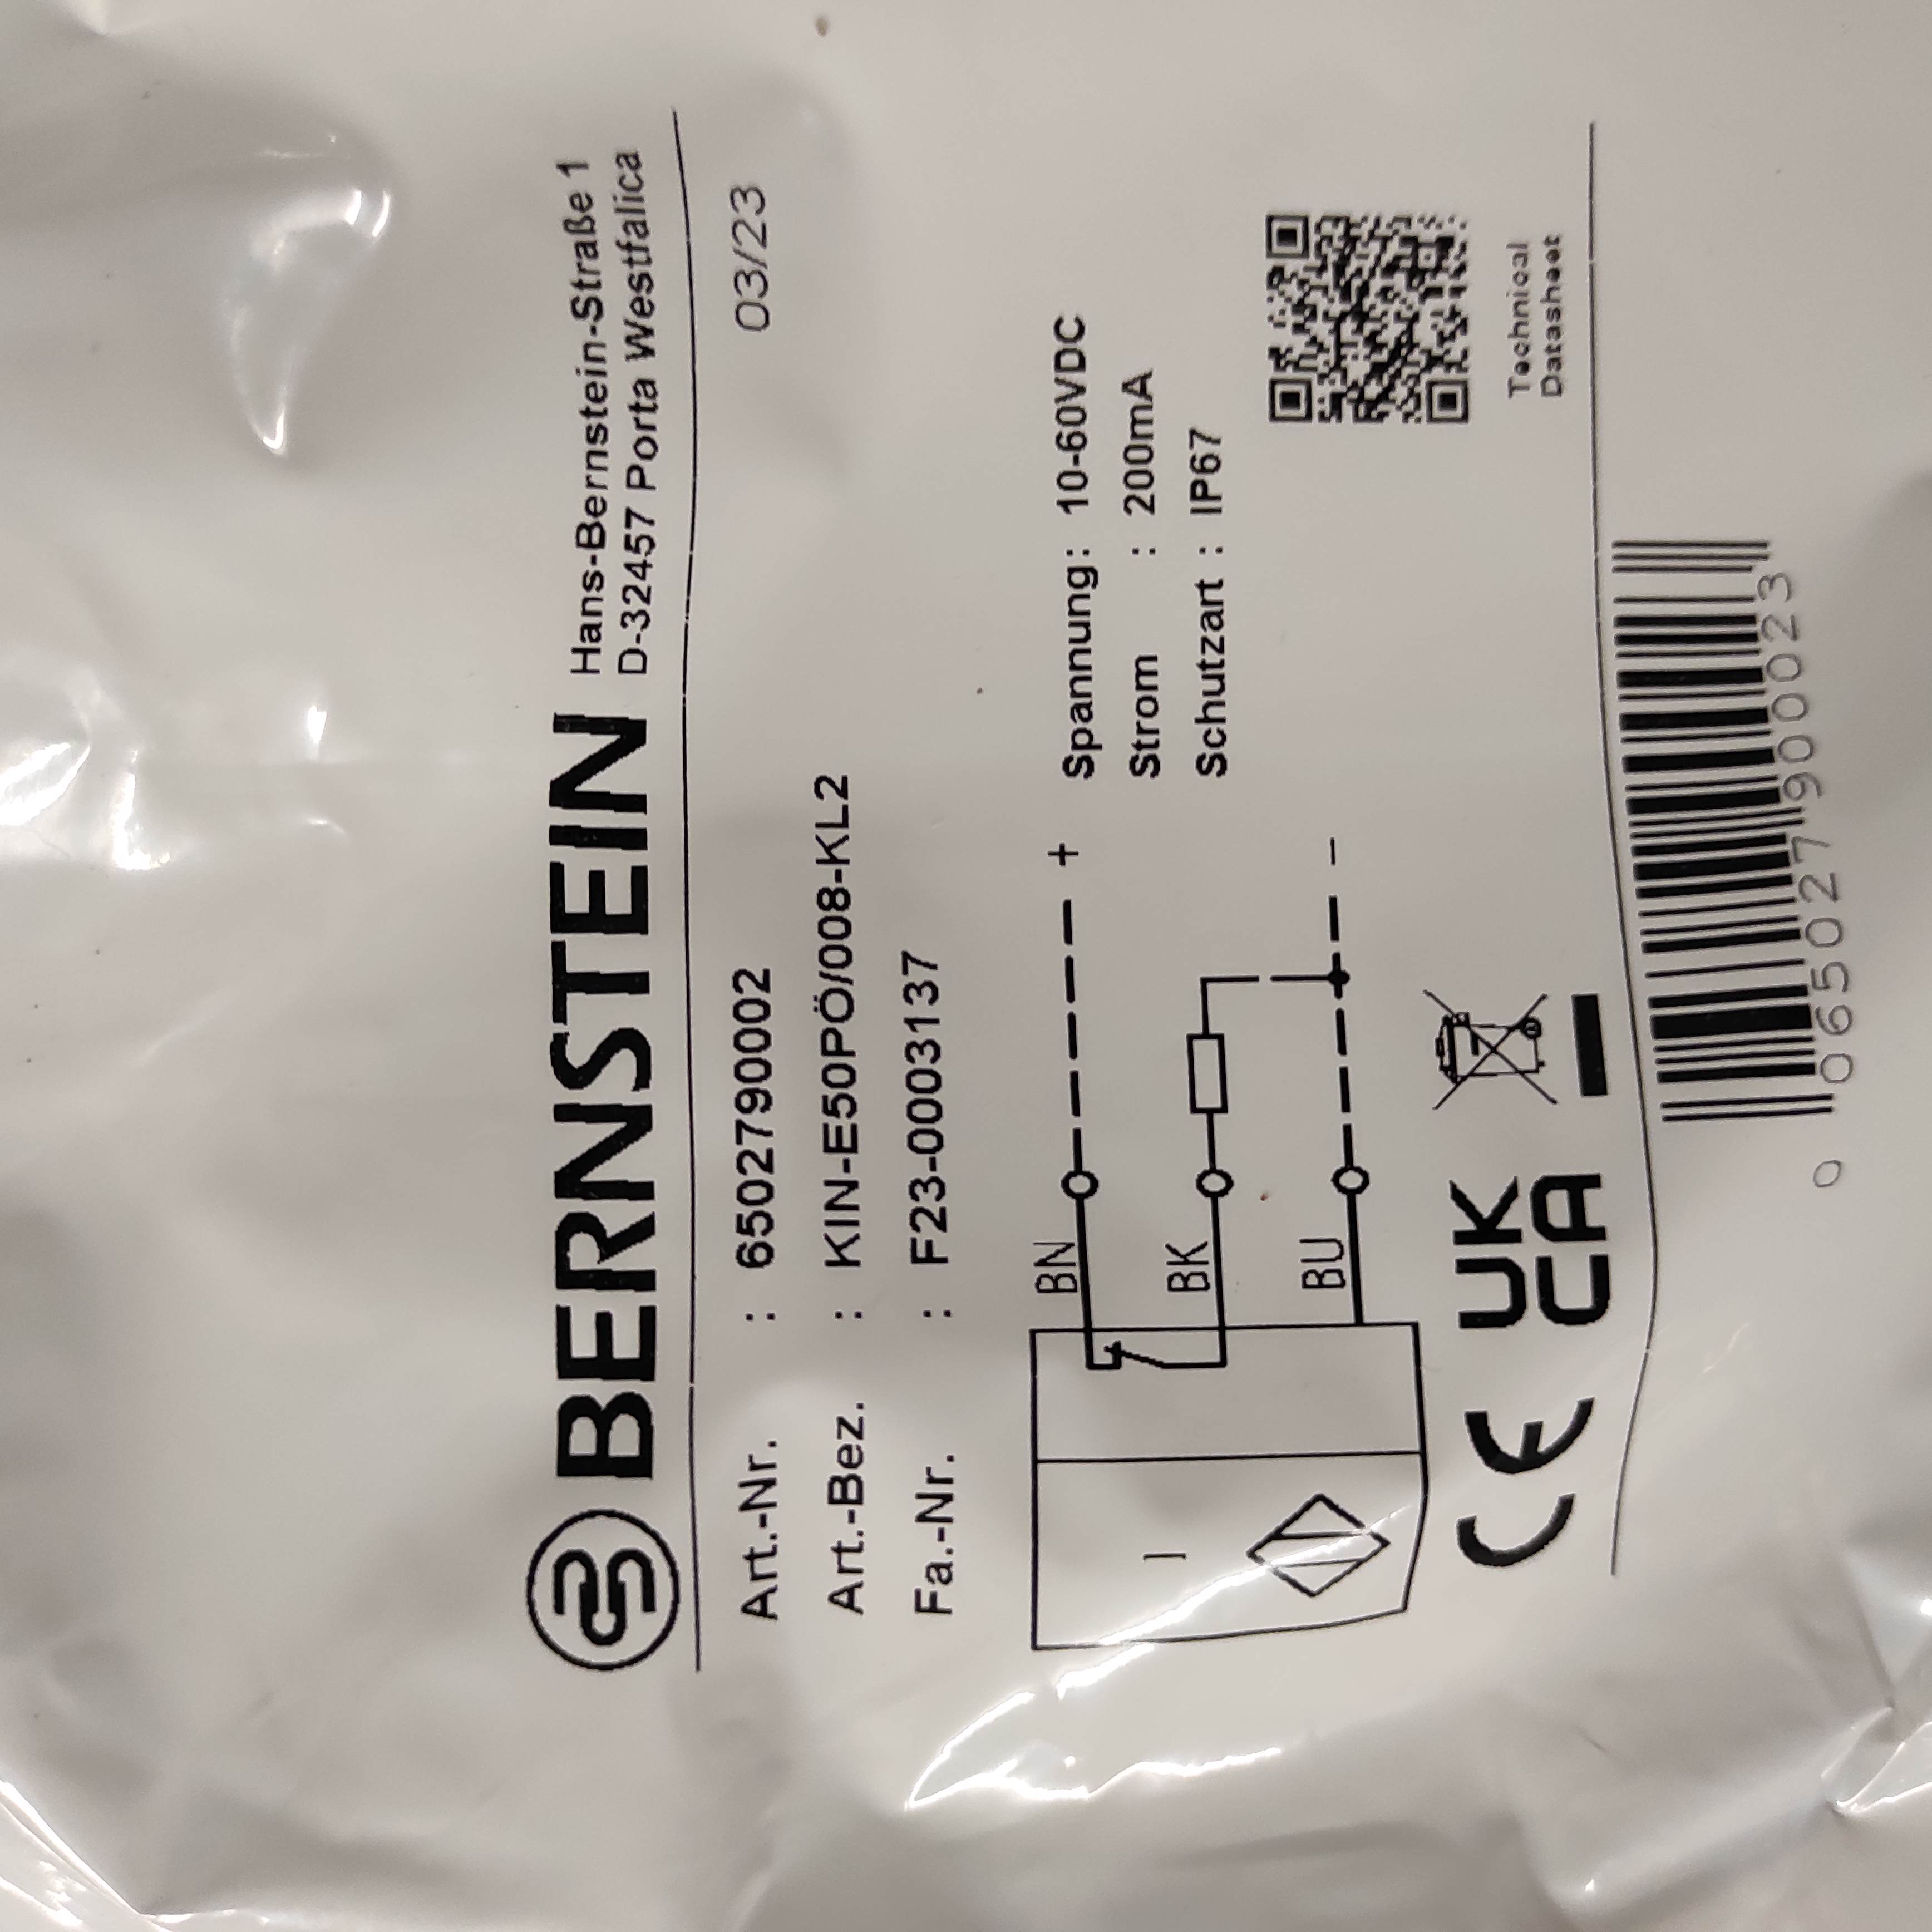 BERNSTEIN
Hans-Bernstein-Straße 1
D-32457 Porta Westfalica
03/23
Art.-Nr. : 6502790002
Art.-Bez. : KIN-E50PÖ/008-KL2
Fa.-Nr. : F23-0003137
BN
+
BK
BU
-
I
Spannung: 10-60VDC
Strom : 200mA
Schutzart : IP67
Technical
Datasheet
CE
UK
CA
0 065027 900023